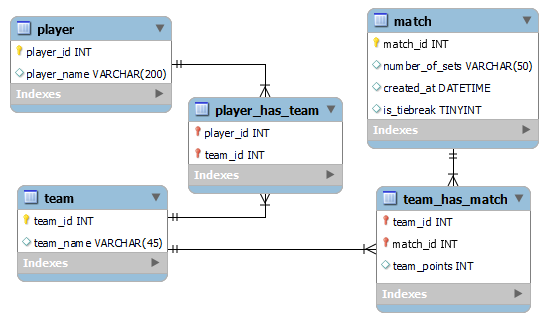 player
player_id INT
player_name VARCHAR(200)
Indexes
match
match_id INT
number_of_sets VARCHAR(50)
created_at DATETIME
is_tiebreak TINYINT
Indexes
player_has_team
player_id INT
team_id INT
Indexes
team
team_id INT
team_name VARCHAR(45)
Indexes
team_has_match
team_id INT
match_id INT
team_points INT
Indexes